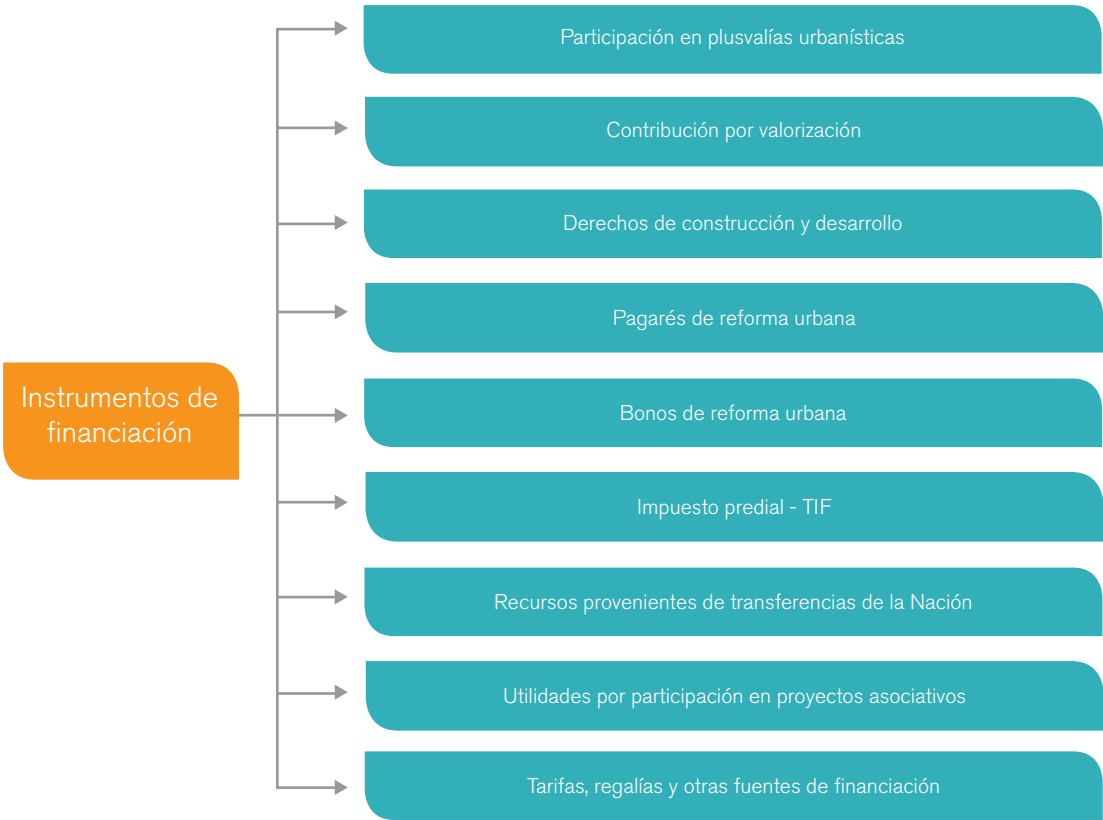 Instrumentos de
financiación
Participación en plusvalías urbanísticas
Contribución por valorización
Derechos de construcción y desarrollo
Pagarés de reforma urbana
Bonos de reforma urbana
Impuesto predial - TIF
Recursos provenientes de transferencias de la Nación
Utilidades por participación en proyectos asociativos
Tarifas, regalías y otras fuentes de financiación